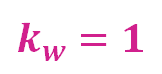 k_w = 1